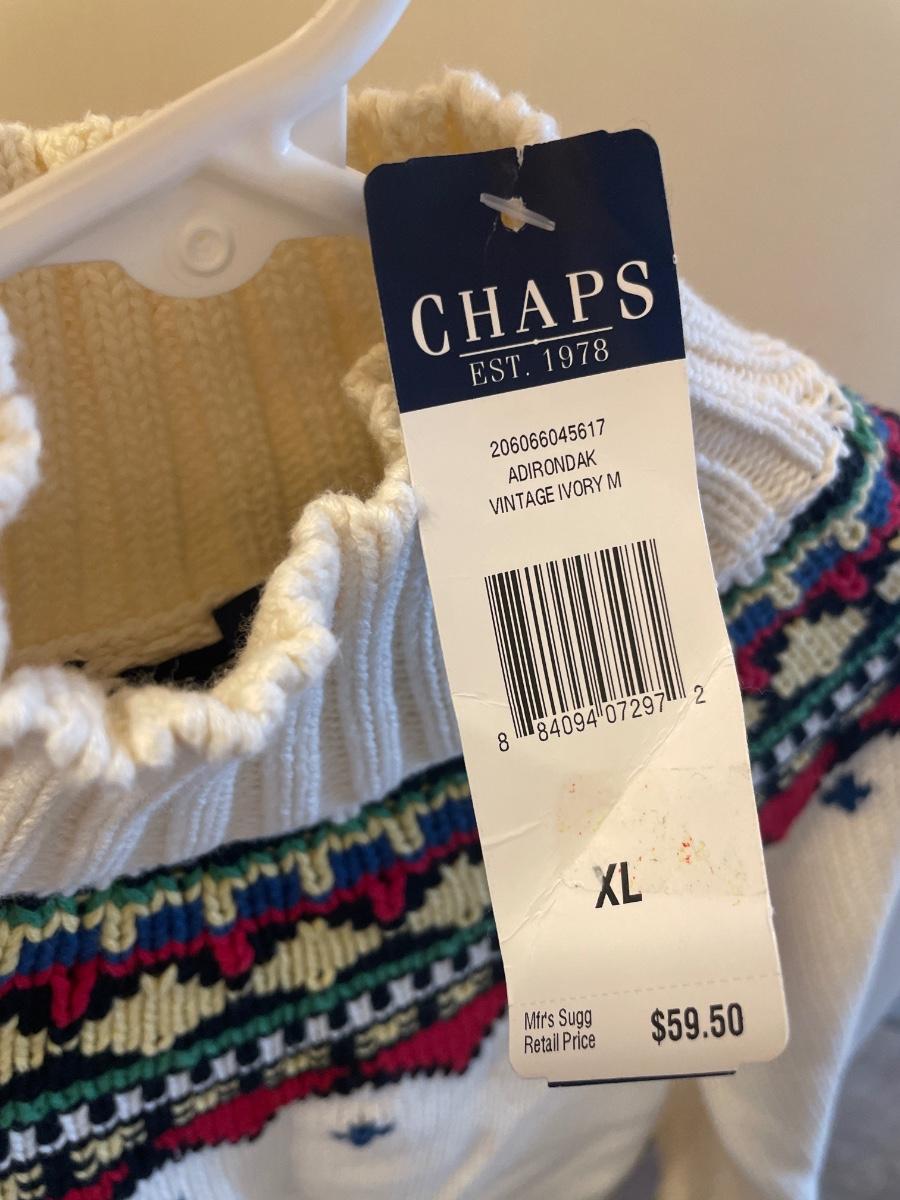 CHAPS
EST. 1978
206066045617
ADIRONDAK
VINTAGE IVORY M
8 84094 07297 2
XL
Mfr's Sugg
Retail Price
$59.50